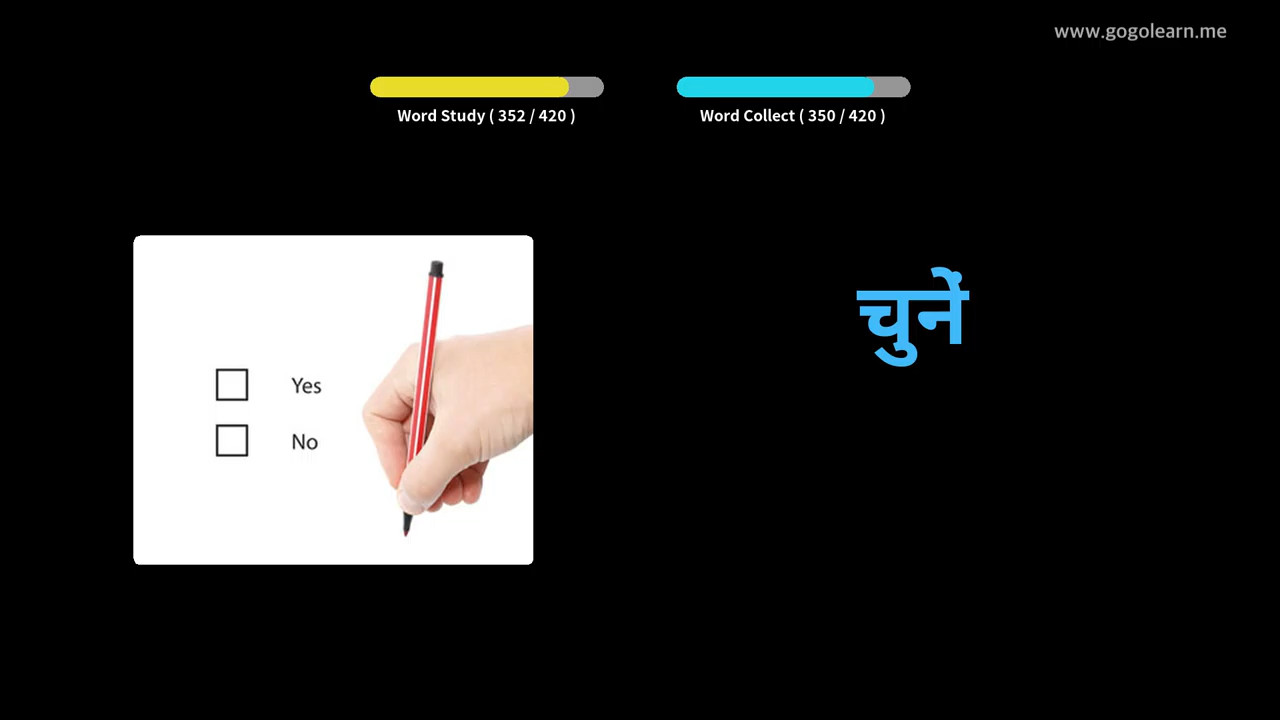 www.gogolearn.me
Word Study ( 352 / 420 )
Word Collect ( 350 / 420 )
चुनें
Yes
No